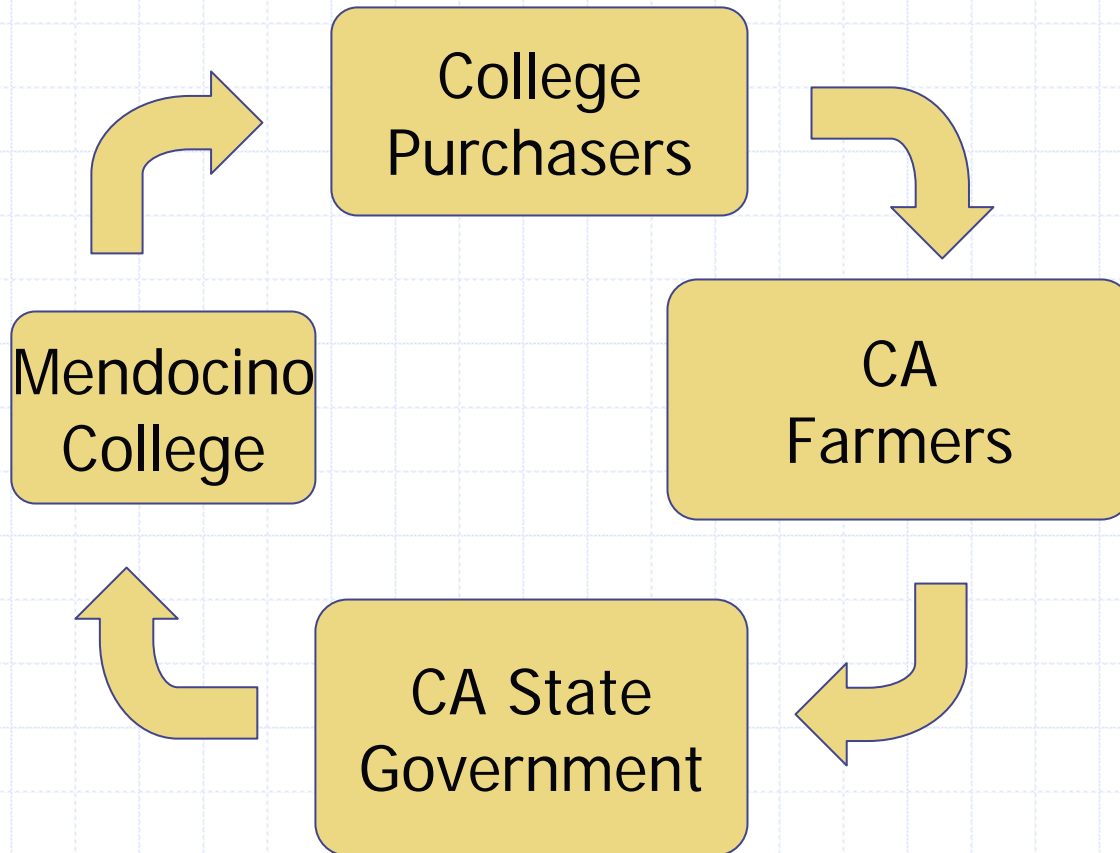 College
Purchasers
CA
Farmers
Mendocino
College
CA State
Government